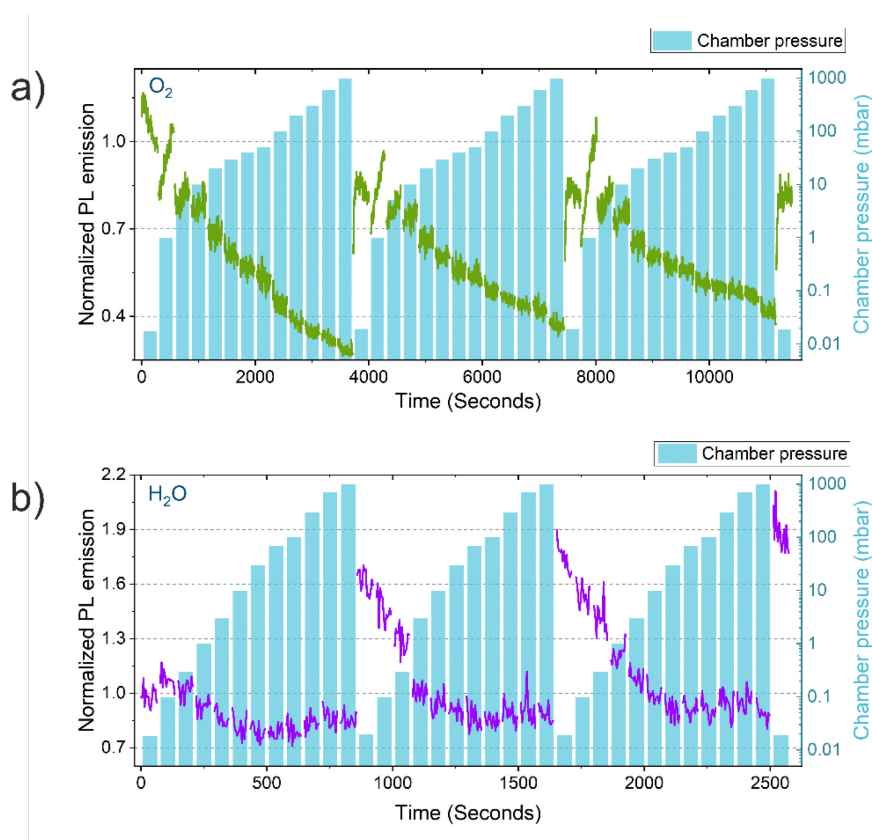 Chamber pressure
a)
O2
Normalized PL emission
1.0
0.7
0.4
1000
100
10
1
0.1
0.01
Chamber pressure (mbar)
0 2000 4000 6000 8000 10000
Time (Seconds)
Chamber pressure
b)
H2O
Normalized PL emission
2.2
1.9
1.6
1.3
1.0
0.7
1000
100
10
1
0.1
0.01
Chamber pressure (mbar)
0 500 1000 1500 2000 2500
Time (Seconds)